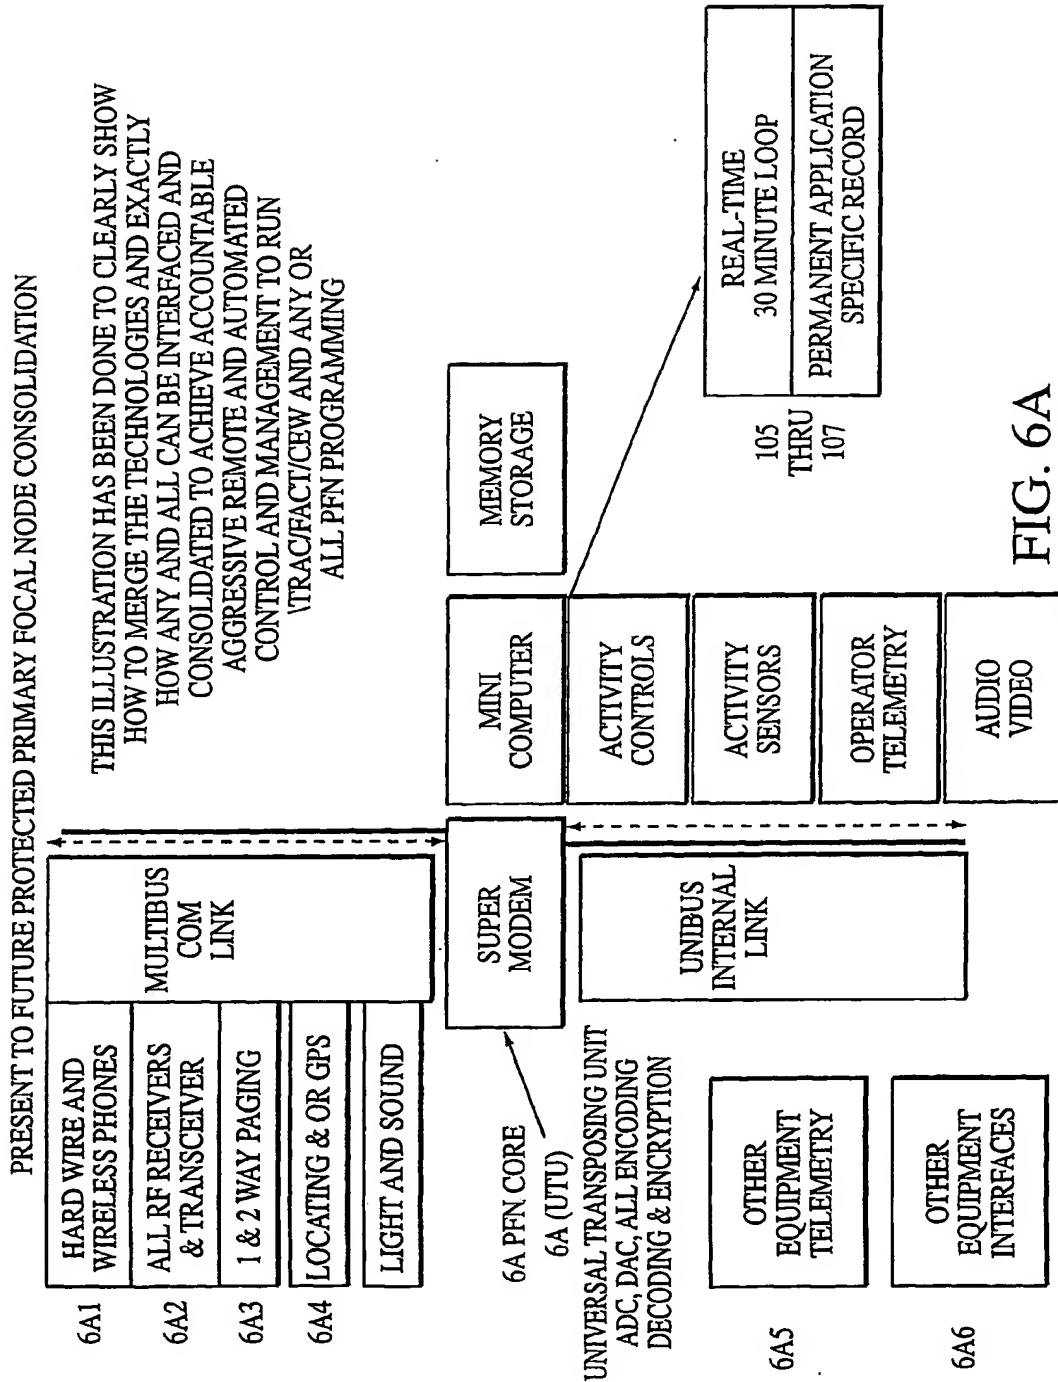 PRESENT TO FUTURE PROTECTED PRIMARY FOCAL NODE CONSOLIDATION
THIS ILLUSTRATION HAS BEEN DONE TO CLEARLY SHOW
HOW TO MERGE THE TECHNOLOGIES AND EXACTLY
HOW ANY AND ALL CAN BE INTERFACED AND
CONSOLIDATED TO ACHIEVE ACCOUNTABLE
AGGRESSIVE REMOTE AND AUTOMATED
CONTROL AND MANAGEMENT TO RUN
\TRAC/FACT/CEW AND ANY OR
ALL PFN PROGRAMMING
6A1
HARD WIRE AND
WIRELESS PHONES
6A2
ALL RF RECEIVERS
& TRANSCEIVER
6A3
1 & 2 WAY PAGING
6A4
LOCATING & OR GPS
LIGHT AND SOUND
MULTIBUS
COM
LINK
6A PFN CORE
6A (UTU)
UNIVERSAL TRANSPOSING UNIT
ADC, DAC, ALL ENCODING
DECODING & ENCRYPTION
SUPER
MODEM
MINI
COMPUTER
MEMORY
STORAGE
UNIBUS
INTERNAL
LINK
ACTIVITY
CONTROLS
ACTIVITY
SENSORS
OPERATOR
TELEMETRY
AUDIO
VIDEO
105
THRU
107
REAL-TIME
30 MINUTE LOOP
PERMANENT APPLICATION
SPECIFIC RECORD
6A5
OTHER
EQUIPMENT
TELEMETRY
6A6
OTHER
EQUIPMENT
INTERFACES
FIG. 6A